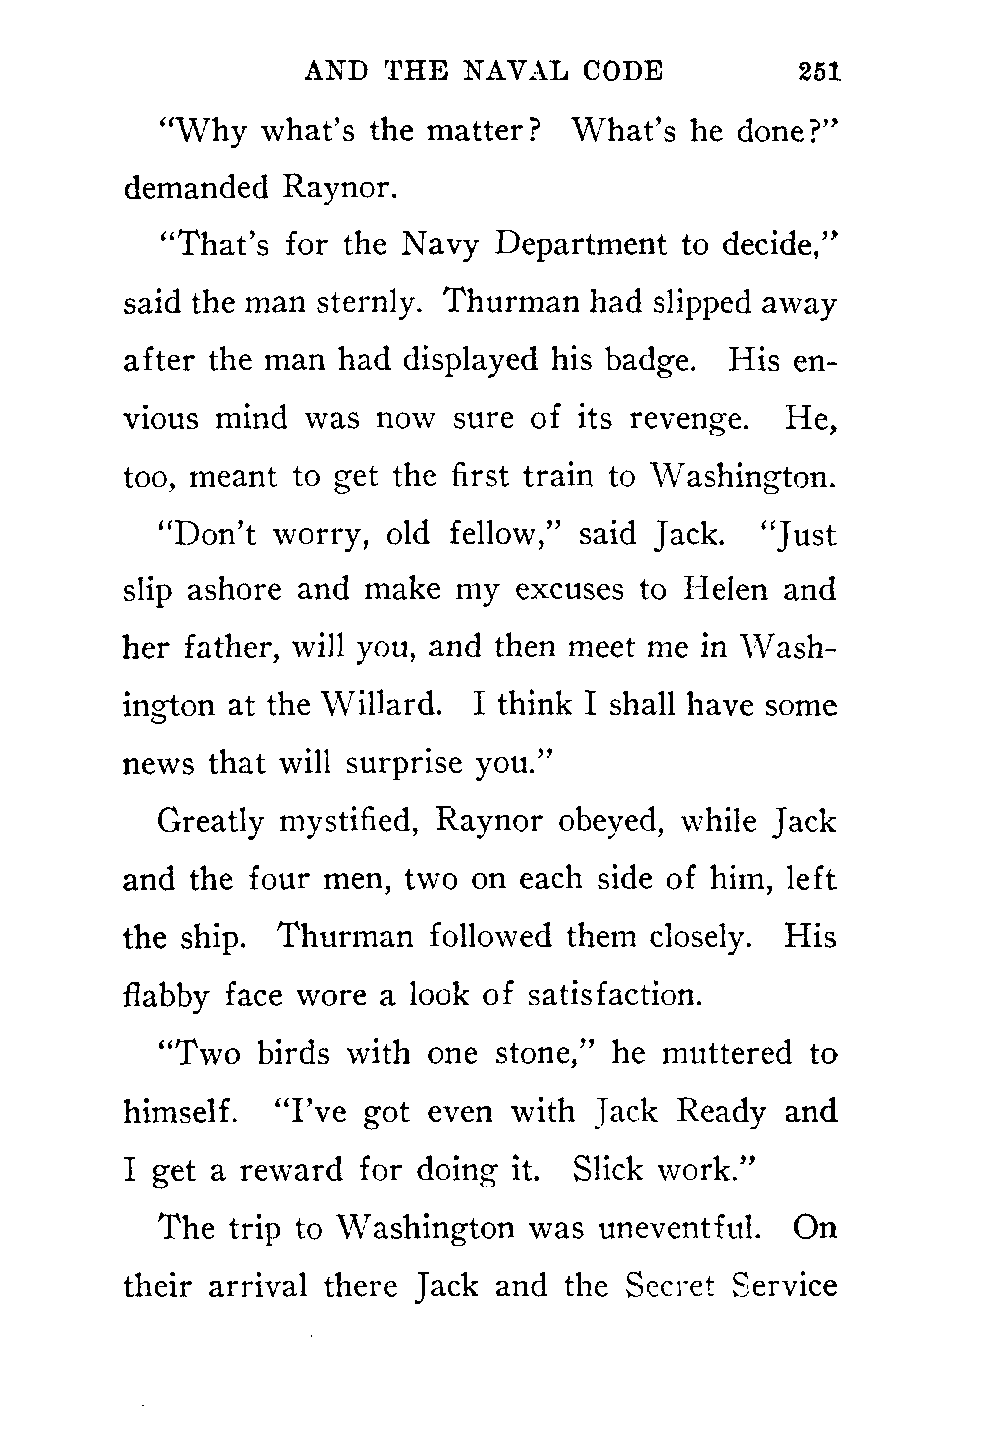 AND THE NAVAL CODE 251
“Why what’s the matter? What’s he done?”
demanded Raynor.
“That’s for the Navy Department to decide,”
said the man sternly. Thurman had slipped away
after the man had displayed his badge. His en-
vious mind was now sure of its revenge. He,
too, meant to get the first train to Washington.
“Don’t worry, old fellow,” said Jack. “Just
slip ashore and make my excuses to Helen and
her father, will you, and then meet me in Wash-
ington at the Willard. I think I shall have some
news that will surprise you.”
Greatly mystified, Raynor obeyed, while Jack
and the four men, two on each side of him, left
the ship. Thurman followed them closely. His
flabby face wore a look of satisfaction.
“Two birds with one stone,” he muttered to
himself. “I’ve got even with Jack Ready and
I get a reward for doing it. Slick work.”
The trip to Washington was uneventful. On
their arrival there Jack and the Secret Service